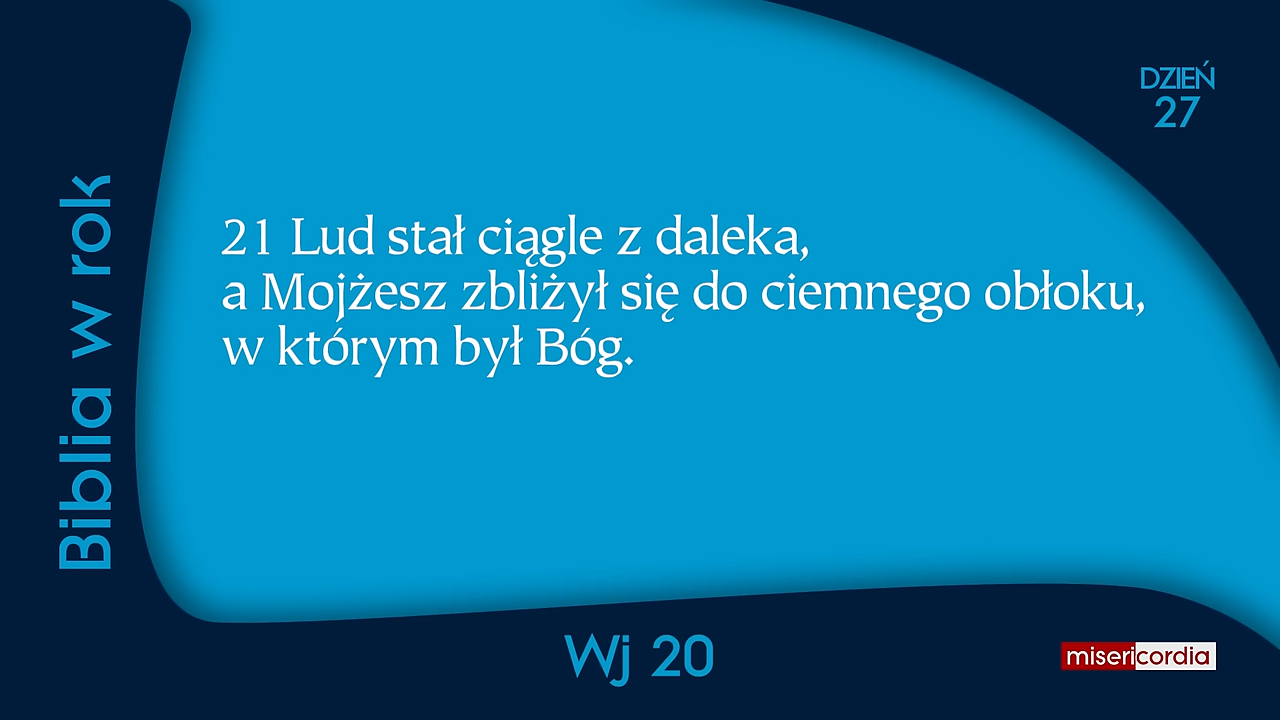 DZIEŃ
27
Biblia w rok
21 Lud stał ciągle z daleka,
a Mojżesz zbliżył się do ciemnego obłoku,
w którym był Bóg.
Wj 20
misericordia